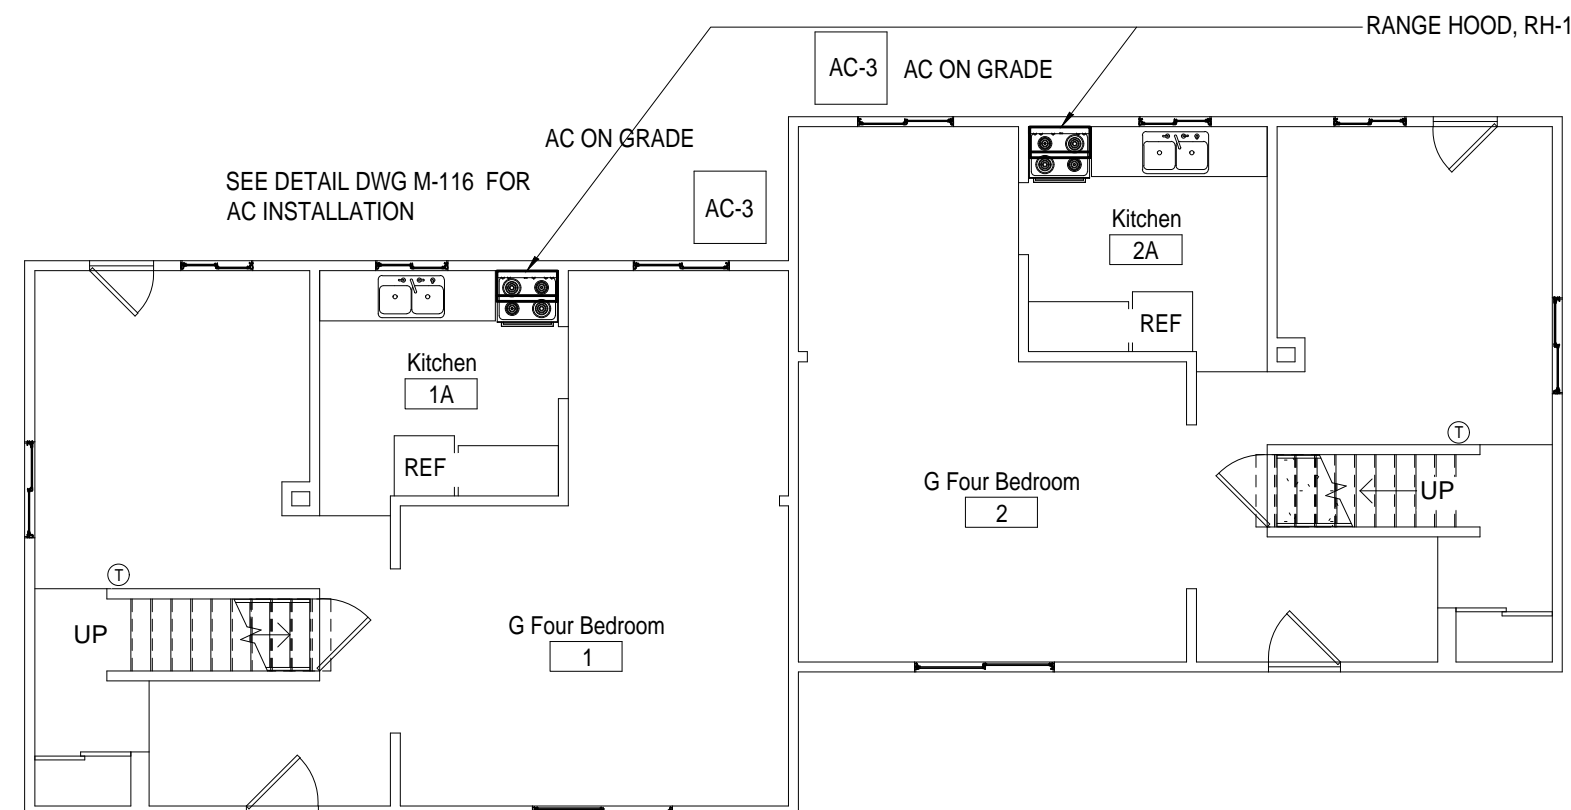 RANGE HOOD, RH-1
AC-3
AC ON GRADE
AC ON GRADE
SEE DETAIL DWG M-116 FOR
AC INSTALLATION
AC-3
Kitchen
2A
REF
Kitchen
1A
REF
T
G Four Bedroom
2
UP
T
UP
G Four Bedroom
1